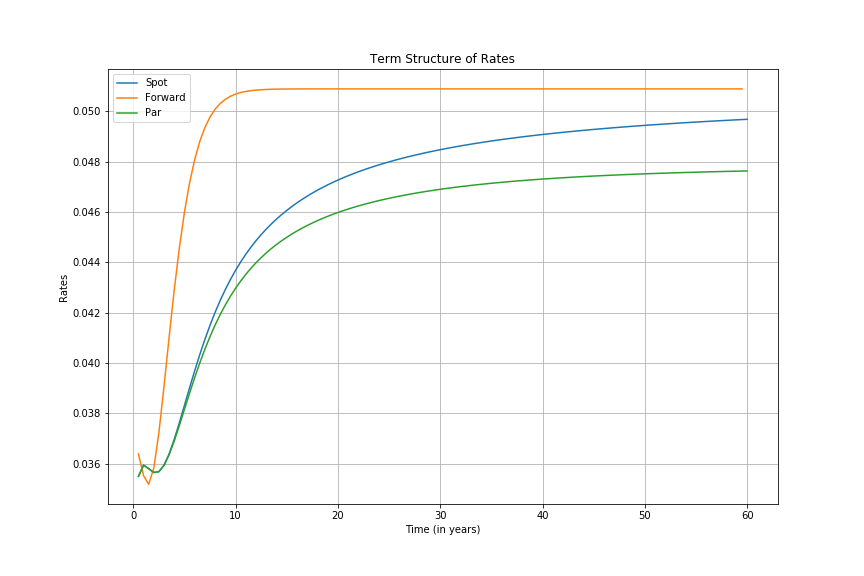 Term Structure of Rates
Spot
Forward
Par
Rates
0.050
0.048
0.046
0.044
0.042
0.040
0.038
0.036
0 10 20 30 40 50 60
Time (in years)